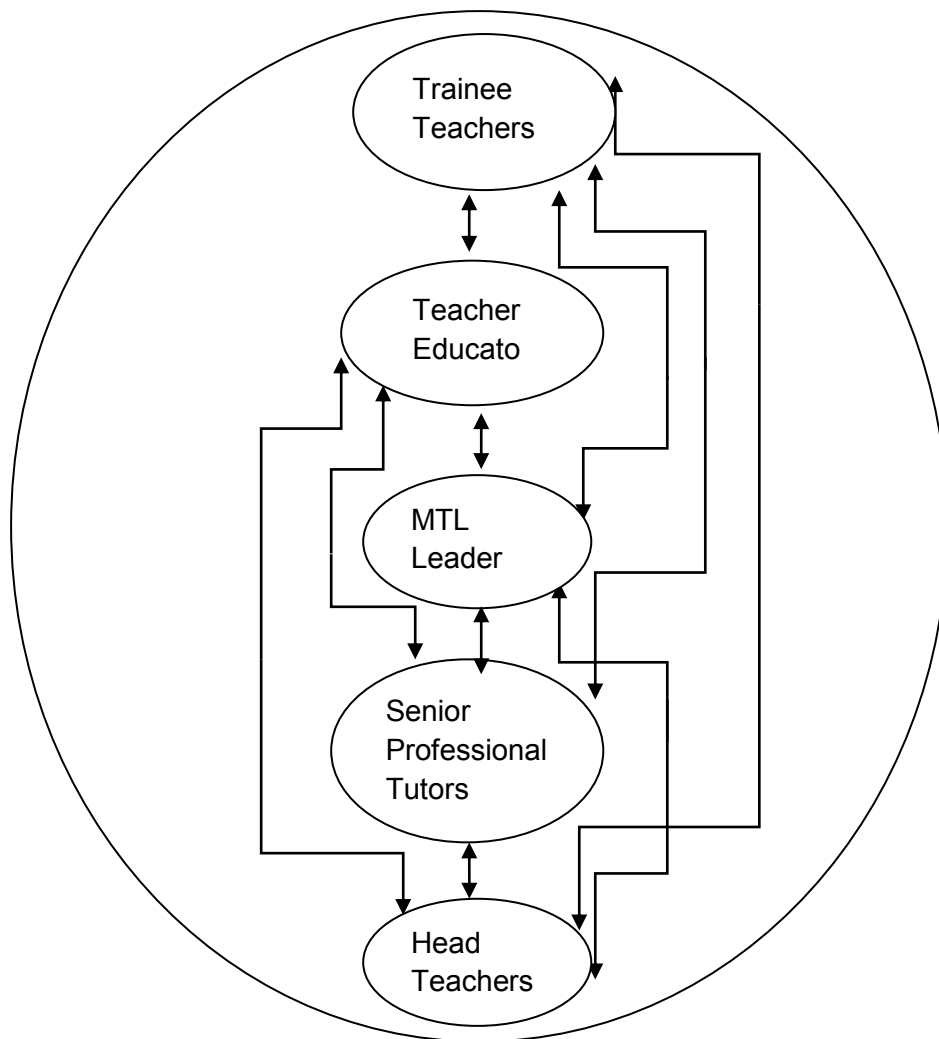 Trainee
Teachers
Teacher
Educato
MTL
Leader
Senior
Professional
Tutors
Head
Teachers